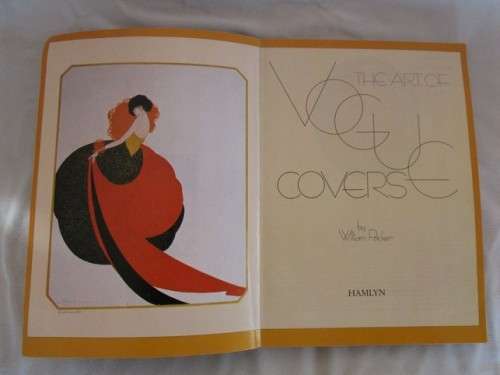 THE ART OF
VOGUE
COVERS
by
William Packer
HAMLYN